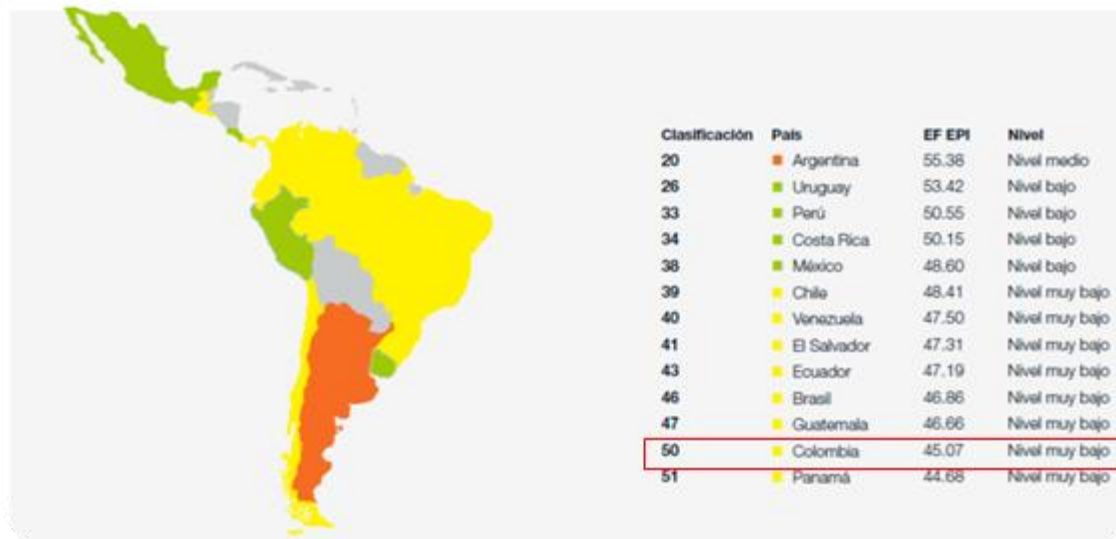 Clasificación País EF EPI Nivel
20 Argentina 55.38 Nivel medio
26 Uruguay 53.42 Nivel bajo
33 Perú 50.55 Nivel bajo
34 Costa Rica 50.15 Nivel bajo
38 México 48.60 Nivel bajo
39 Chile 48.41 Nivel muy bajo
40 Venezuela 47.50 Nivel muy bajo
41 El Salvador 47.31 Nivel muy bajo
43 Ecuador 47.19 Nivel muy bajo
46 Brasil 46.86 Nivel muy bajo
47 Guatemala 46.66 Nivel muy bajo
50 Colombia 45.07 Nivel muy bajo
51 Panamá 44.68 Nivel muy bajo